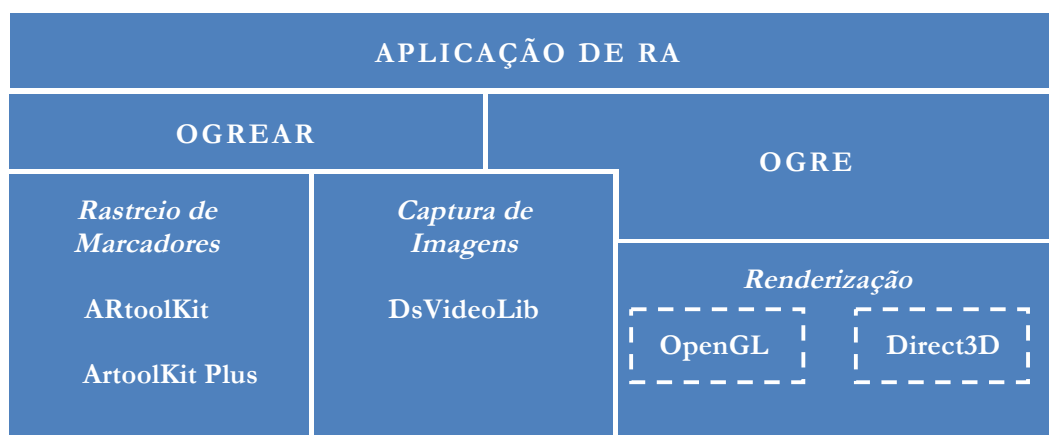 APLICAÇÃO DE RA
OGREAR
OGRE
Rastreio de
Marcadores
ARtoolKit
ArtoolKit Plus
Captura de
Imagens
DsVideoLib
Renderização
OpenGL
Direct3D